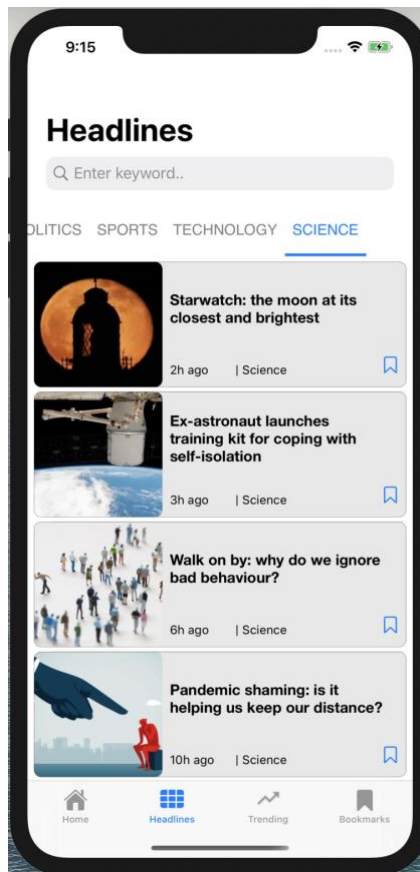 9:15
Headlines
Enter keyword..
OLITICS SPORTS TECHNOLOGY SCIENCE
Starwatch: the moon at its
closest and brightest
2h ago | Science
Ex-astronaut launches
training kit for coping with
self-isolation
3h ago | Science
Walk on by: why do we ignore
bad behaviour?
6h ago | Science
Pandemic shaming: is it
helping us keep our distance?
10h ago | Science
Home Headlines Trending Bookmarks